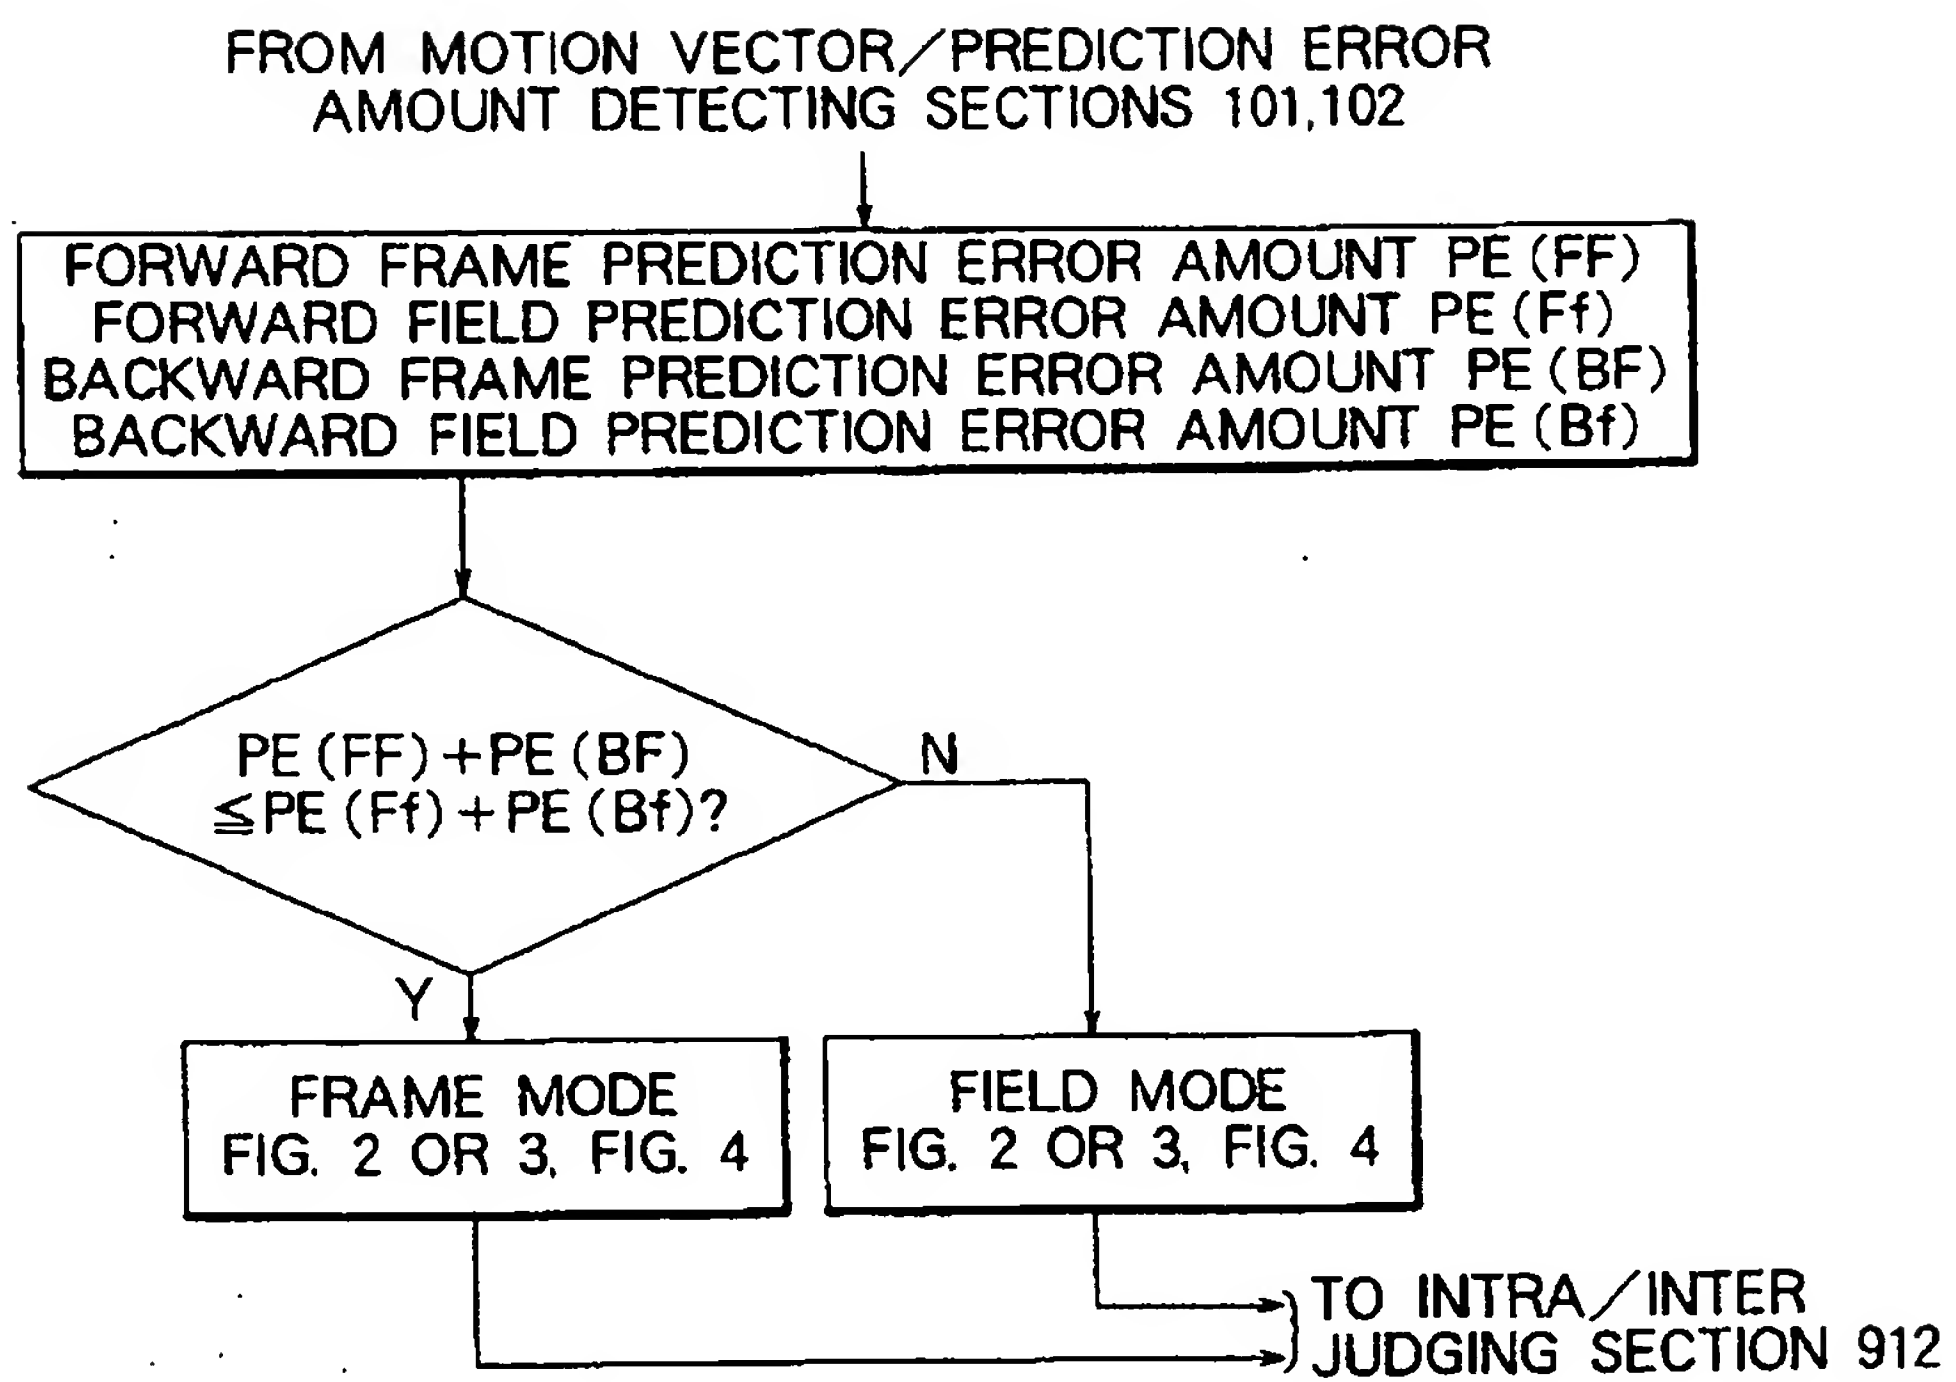 FROM MOTION VECTOR/PREDICTION ERROR
AMOUNT DETECTING SECTIONS 101,102
FORWARD FRAME PREDICTION ERROR AMOUNT PE(FF)
FORWARD FIELD PREDICTION ERROR AMOUNT PE(Ff)
BACKWARD FRAME PREDICTION ERROR AMOUNT PE(BF)
BACKWARD FIELD PREDICTION ERROR AMOUNT PE(Bf)
PE(FF)+PE(BF)
≦PE(Ff)+PE(Bf)?
N
Y
FRAME MODE
FIG. 2 OR 3, FIG. 4
FIELD MODE
FIG. 2 OR 3, FIG. 4
TO INTRA/INTER
JUDGING SECTION 912